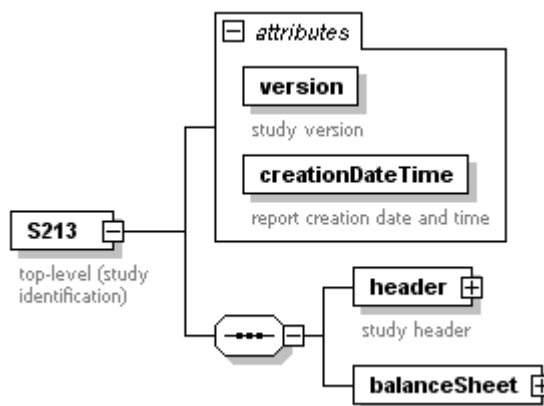 attributes
version
study version
creationDateTime
report creation date and time
S213
top-level (study
identification)
header
study header
balanceSheet